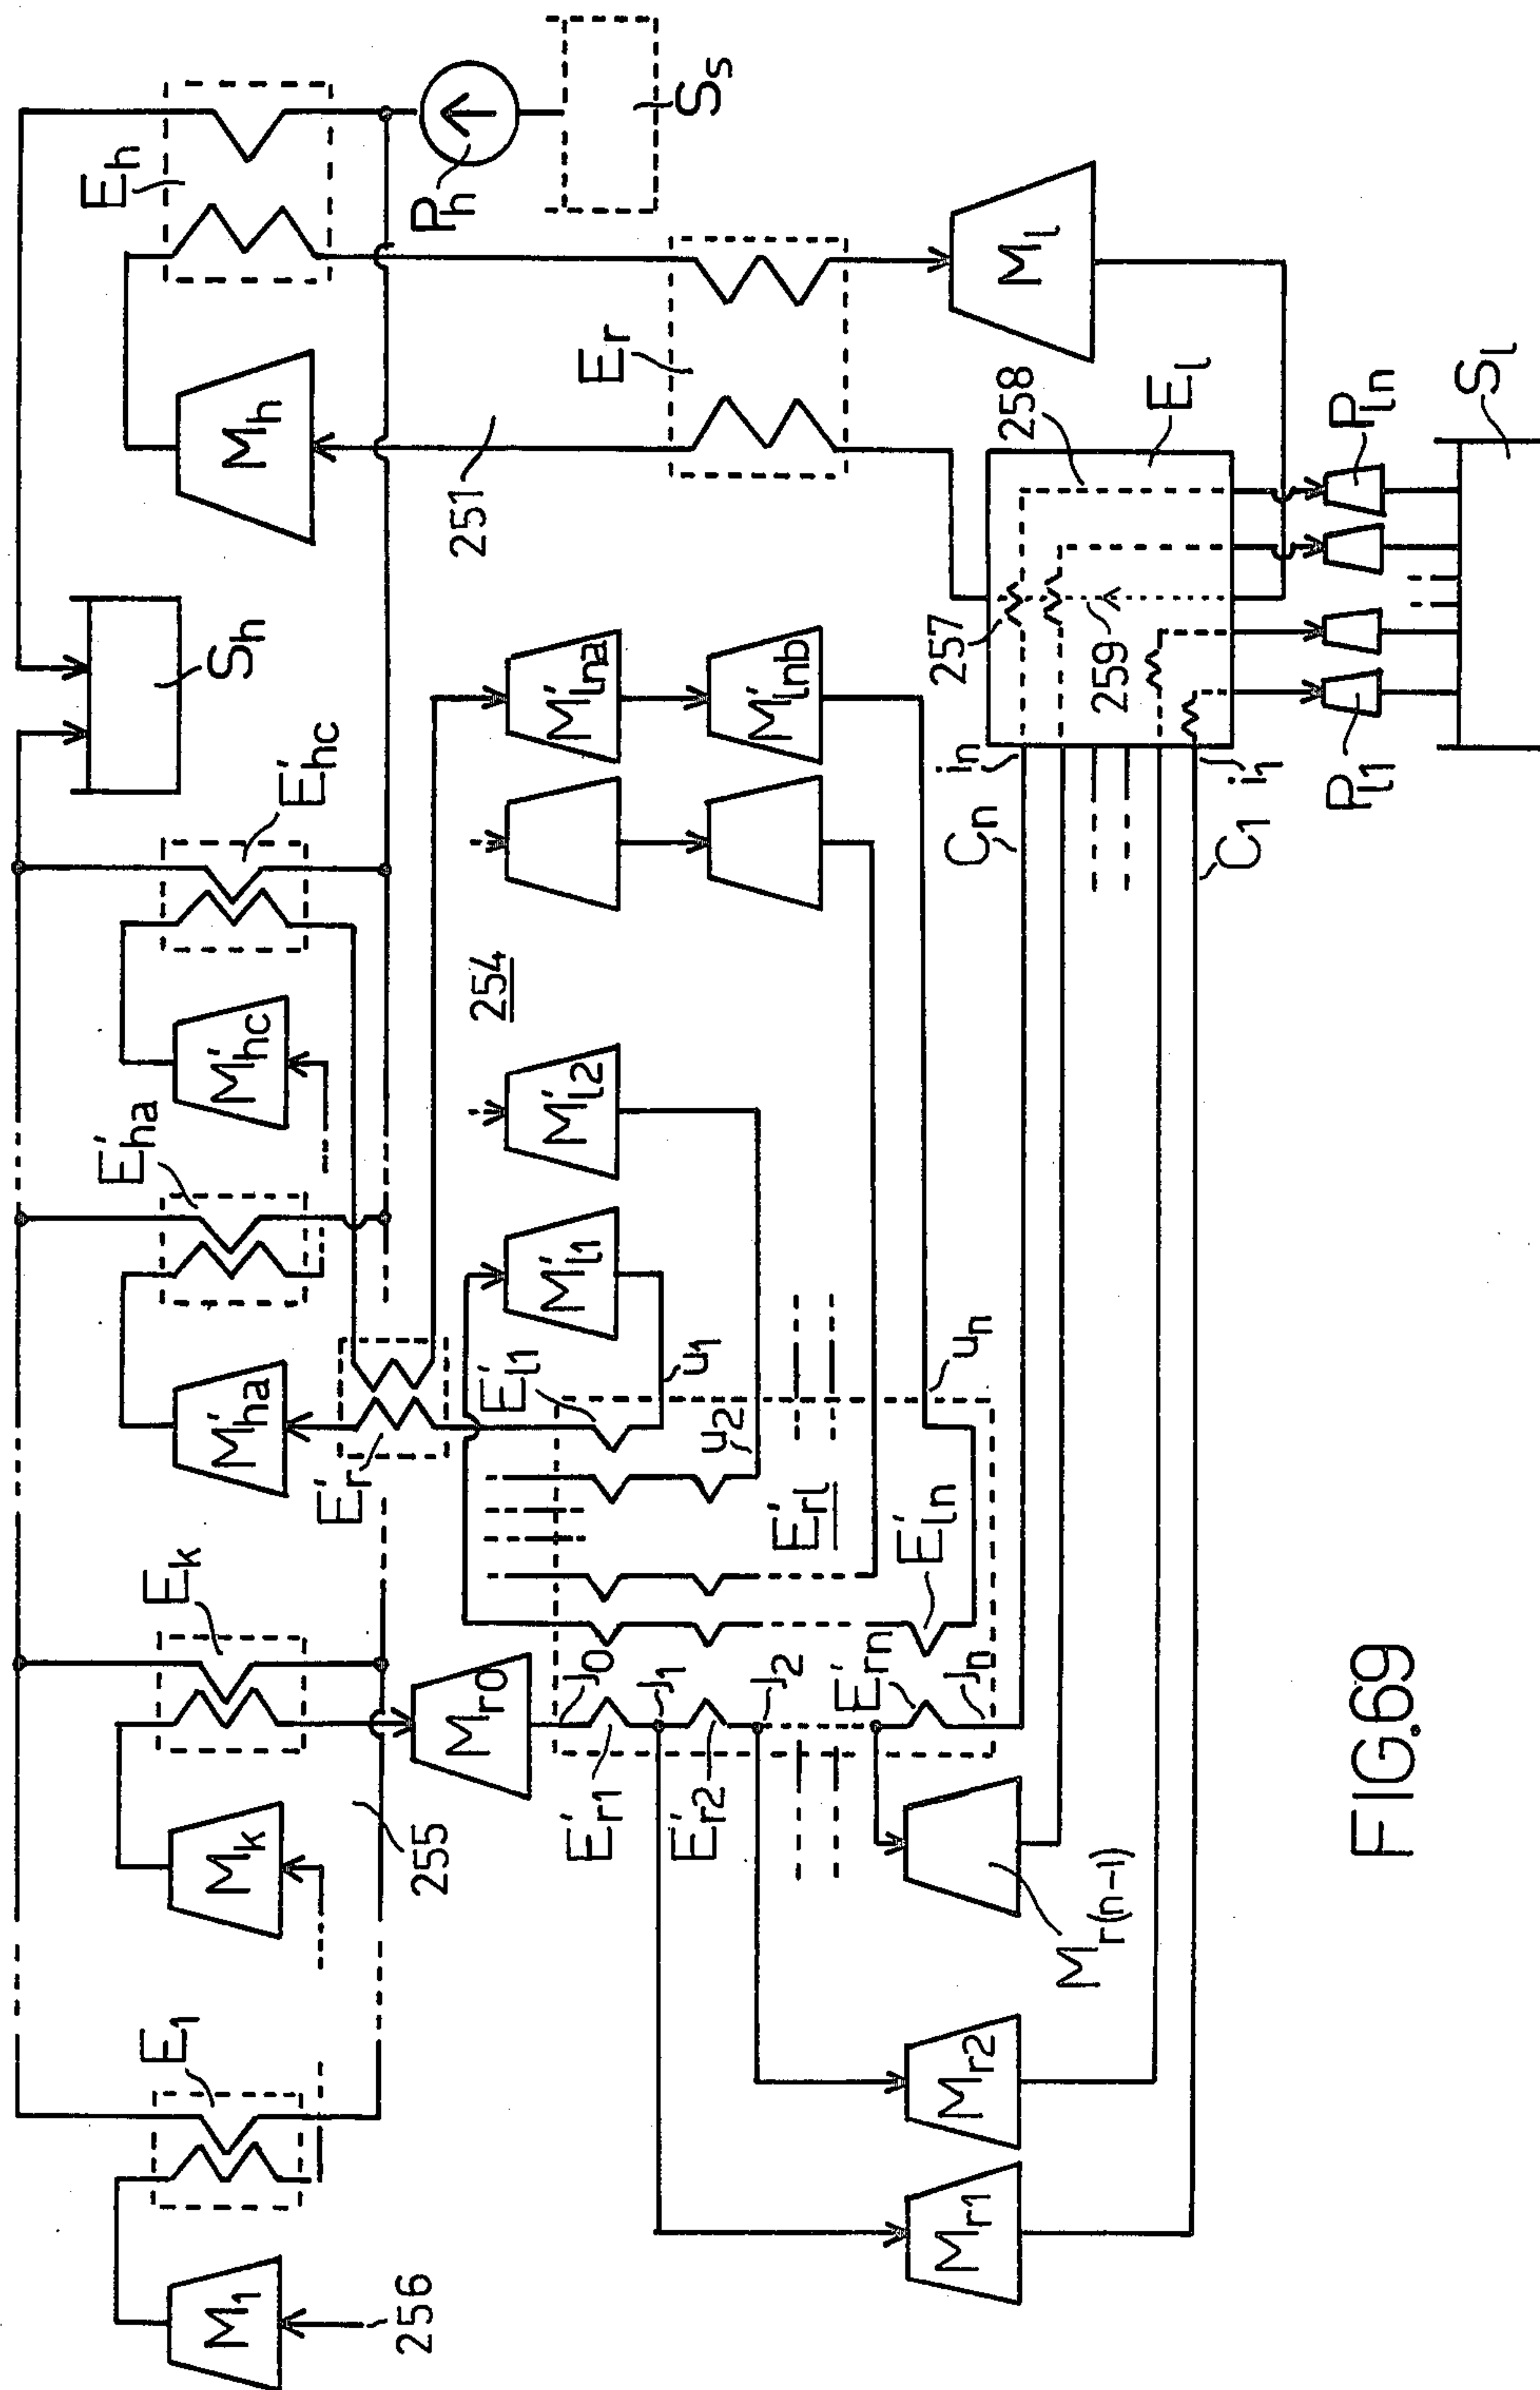 E₁
Eₖ
E'ₕₐ
E'ₕc
Eₕ
M₁
Mₖ
M'ₕₐ
M'ₕc
Sₕ
Mₕ
256
255
E'ᵣ
254
251
Pₕ
Mᵣ₀
E'ₗ₁
M'ₗ₁
M'ₗ₂
M'ₗₙₐ
Eᵣ
Sₛ
E'ᵣ₁
J₀
J₁
u₁
E'ᵣ₂
u₂
M'ₗₙb
J₂
E'ᵣₗ
E'ᵣₙ
E'ₗₙ
Jₙ
uₙ
Mᵣ₁
Mᵣ₂
Mᵣ₍ₙ₋₁₎
Cₙ
iₙ
257
258
Mₗ
259
C₁
i₁
Eₗ
Pₗ₁
Pₗₙ
Sₗ
FIG.69